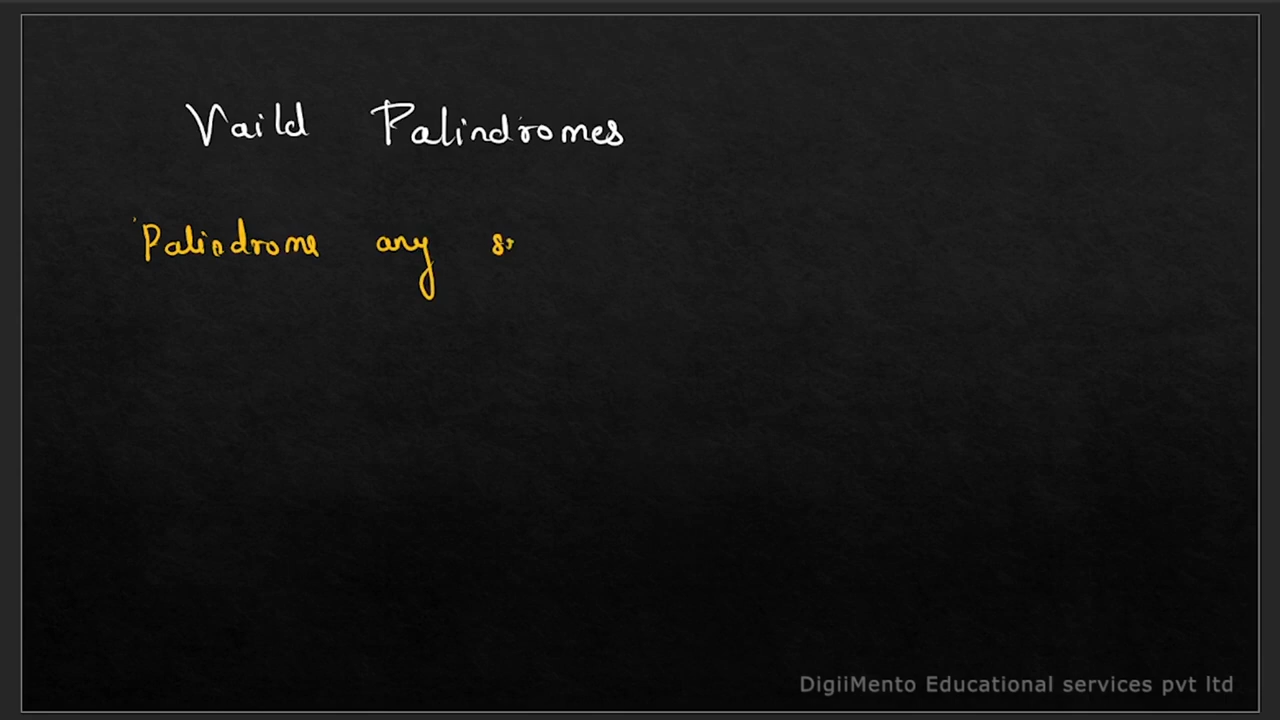 Vaild Palindromes
Palindrome any
DigiiMento Educational services pvt ltd